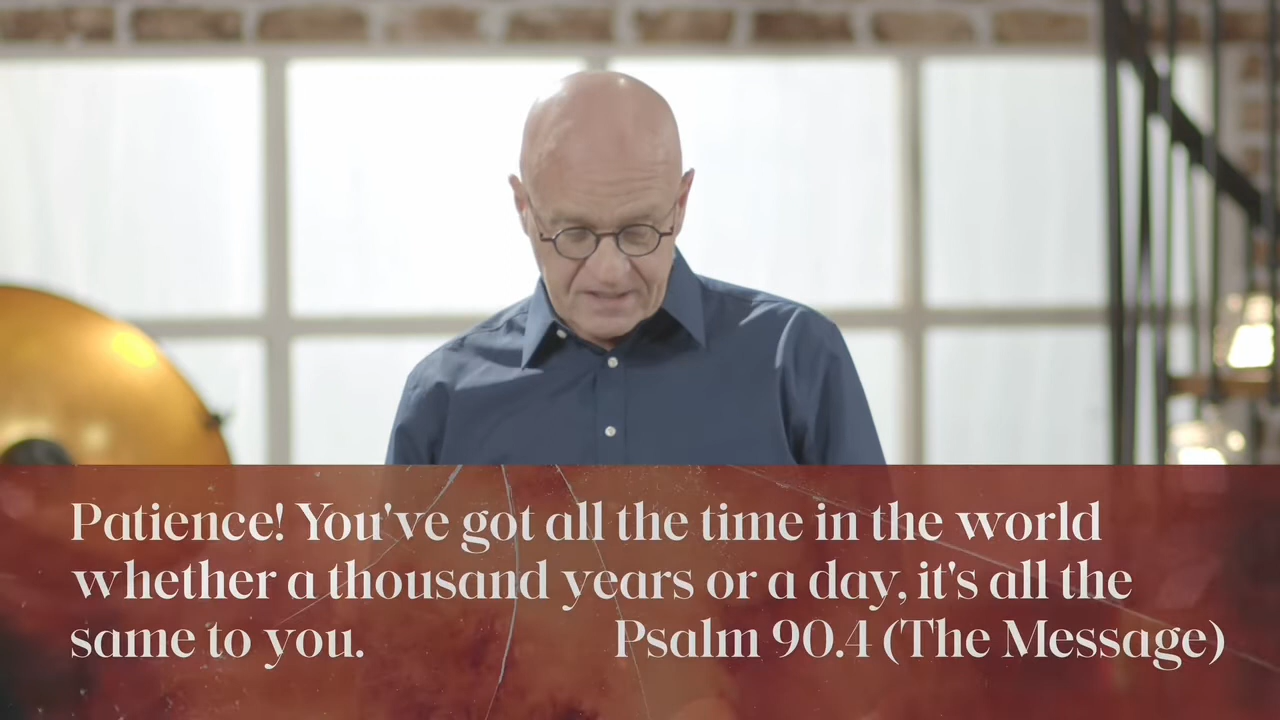 Patience! You've got all the time in the world
whether a thousand years or a day, it's all the
same to you. Psalm 90.4 (The Message)